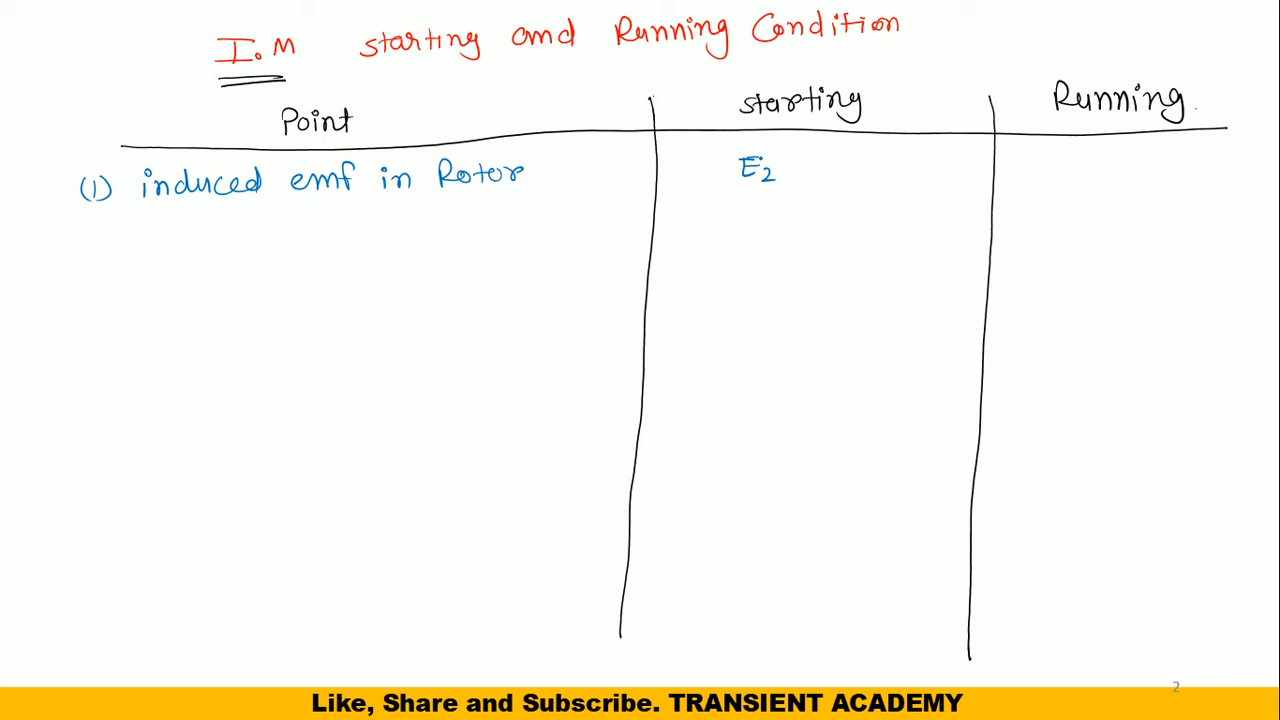 I.M starting and Running Condition
Point starting Running
(1) induced emf in Rotor E2
2
Like, Share and Subscribe. TRANSIENT ACADEMY